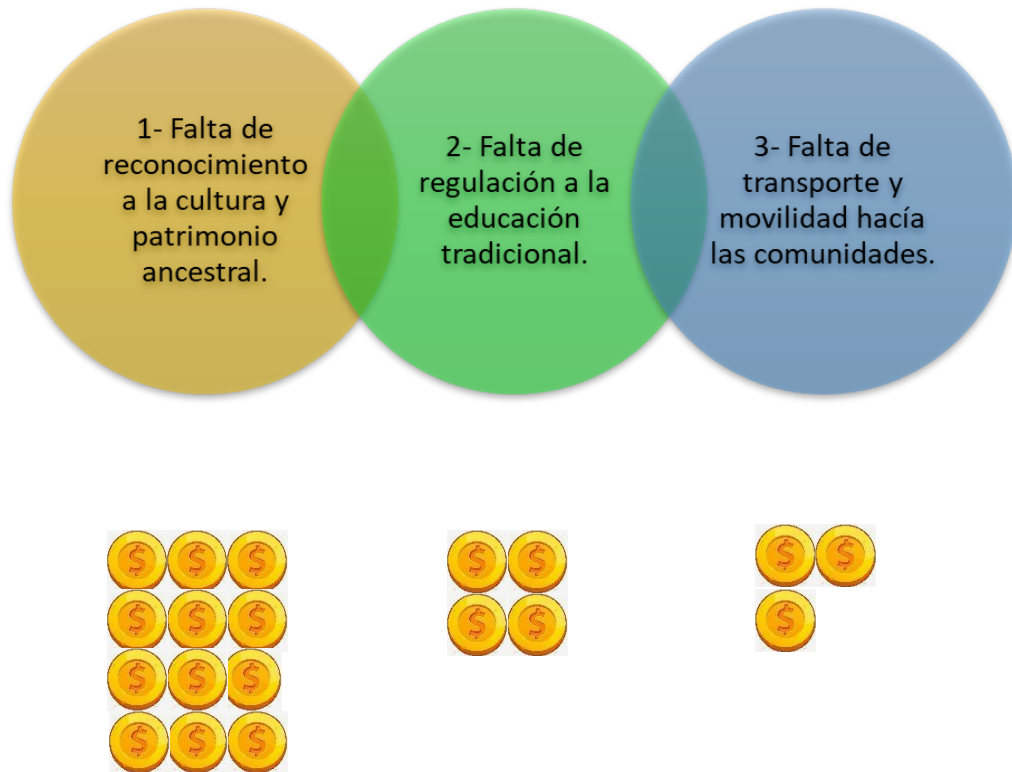 1- Falta de
reconocimiento
a la cultura y
patrimonio
ancestral.
2- Falta de
regulación a la
educación
tradicional.
3- Falta de
transporte y
movilidad hacía
las comunidades.
$ $ $
$ $ $
$ $ $
$ $ $
$ $
$ $
$ $
$